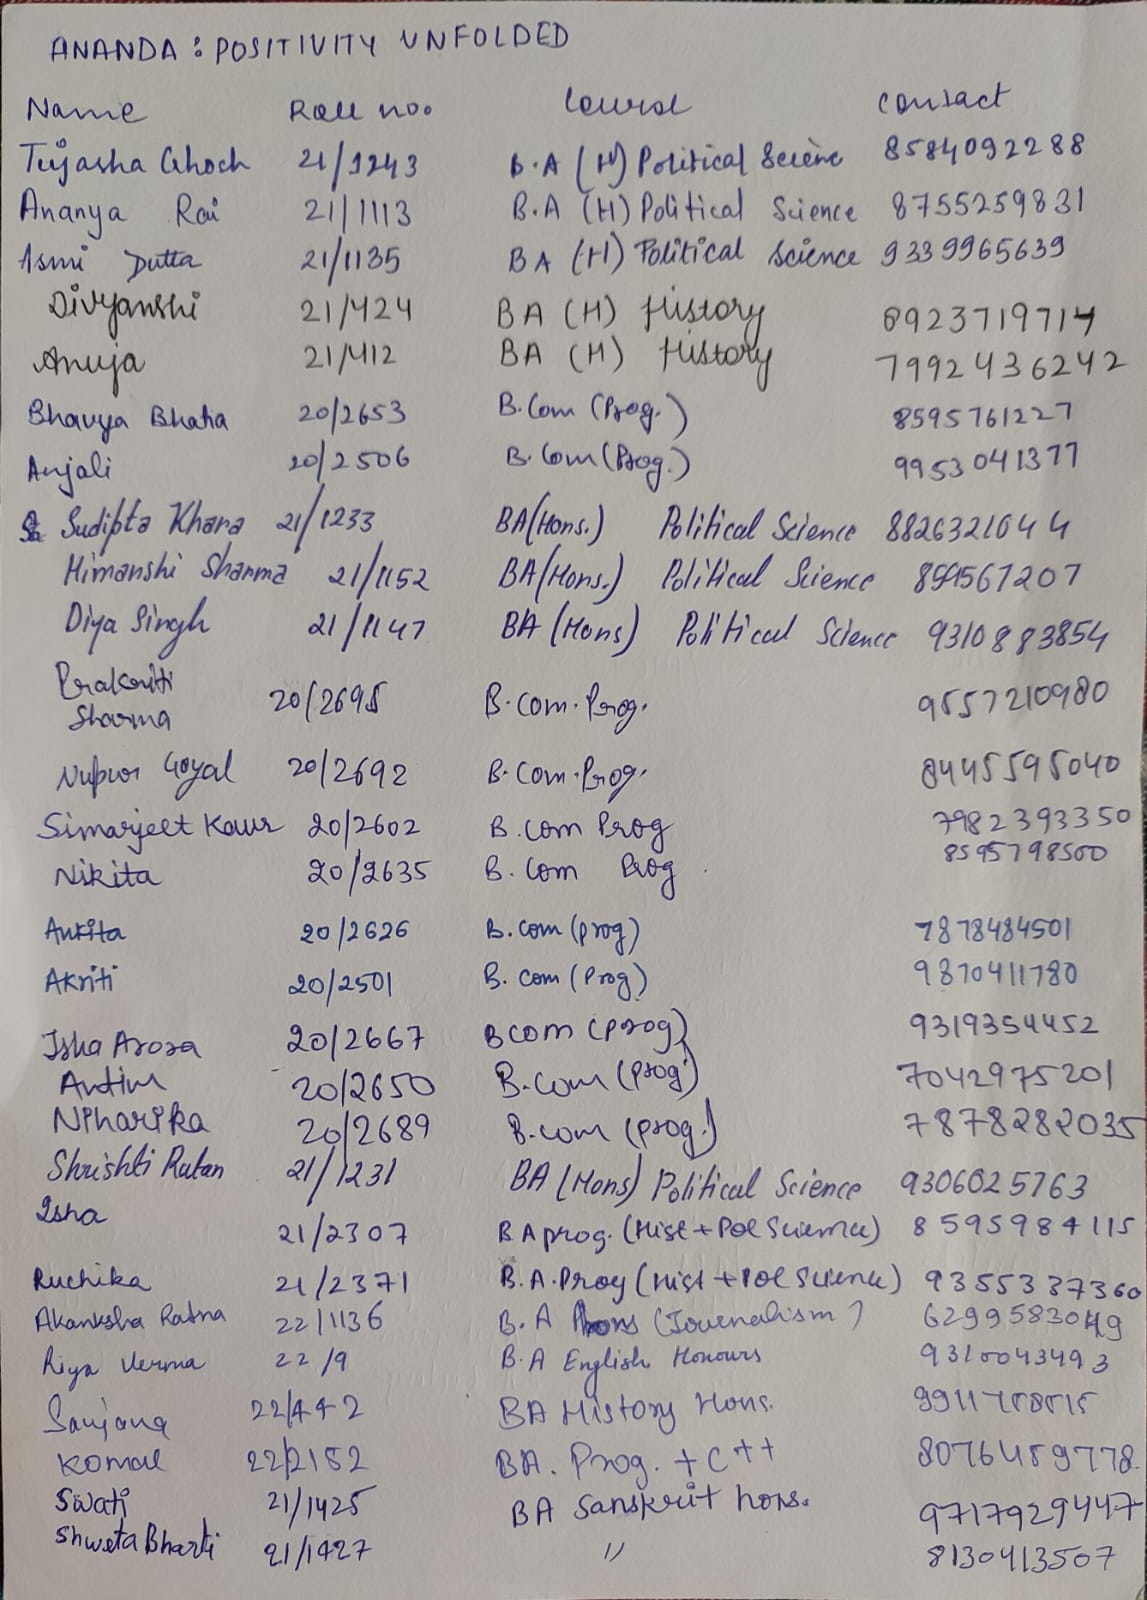 ANANDA : POSITIVITY UNFOLDED
Name Roll no. Course Contact
Tujasha Ghosh 21/1243 B.A (H) Political Science 8584092288
Ananya Rai 21/1113 B.A (H) Political Science 8755259831
Asmi Dutta 21/1135 BA (H) Political Science 9339965639
Divyanshi 21/424 BA (H) History 8923719714
Anuja 21/412 BA (H) History 7992436242
Bhavya Bhatia 20/2653 B.Com (Prog.) 8595761227
Anjali 20/2506 B.Com (Prog.) 9953041377
Sudipta Khara 21/1233 BA(Hons.) Political Science 8826321044
Himanshi Sharma 21/1152 BA(Hons.) Political Science
Diya Singh 21/1147 BA (Hons) Political Science 9310883854
Prakriti
Sharma 20/2695 B.Com.Prog. 9557210980
Nupur Goyal 20/2692 B.Com.Prog. 8445595040
Simarjeet Kaur 20/2602 B.Com Prog 7982393350
Nikita 20/2635 B.Com Prog 8595798500
Ankita 20/2626 B.com (prog) 7878484501
Akriti 20/2501 B.Com (Prog) 9870411780
Isha Arora 20/2667 BCOM (prog) 9319354452
Antim 20/2650 B.Com (prog) 7042975201
Niharika 20/2689 B.com (prog.) 7878282035
Shrishti Ratan 21/1231 BA (Hons) Political Science 9306025763
Isha
21/2307 B.A prog. (Hist + Pol Science) 8595984115
Ruchika 21/2371 B.A. Prog (Hist + Pol Science) 9355337360
Akanksha Ratna 22/1136 B.A Hons (Journalism) 6299583049
Riya Verma 22/9 B.A English Honours 9310043493
Sanjana 22/442 BA History Hons.
Komal 22/2152 BA. Prog. + C++ 8076459778
Swati 21/1425 BA Sanskrit hons. 9717929447
Shweta Bharti 21/1427 " 8130413507